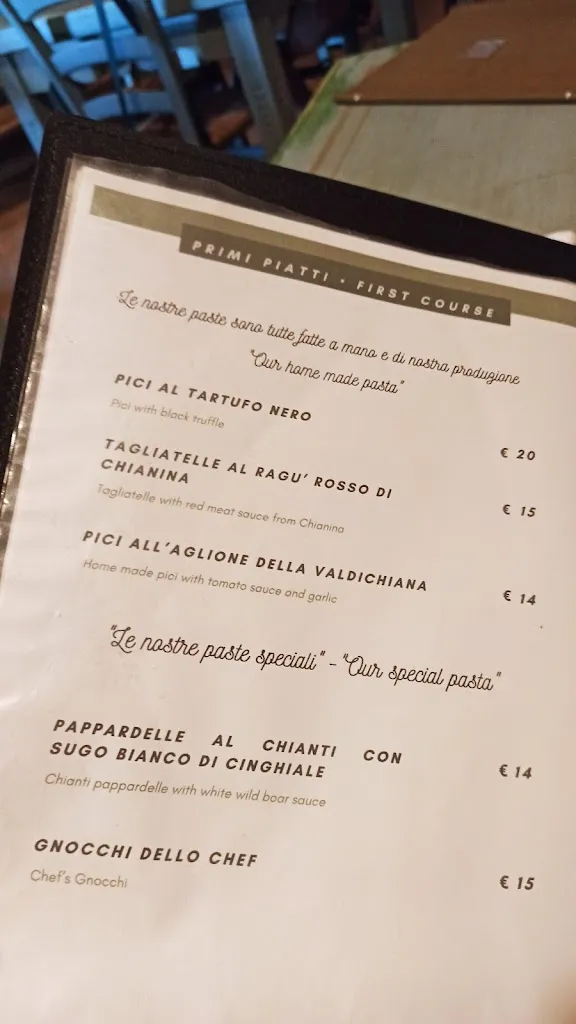 PRIMI PIATTI • FIRST COURSE
Le nostre paste sono tutte fatte a mano e di nostra produzione
"Our home made pasta"
PICI AL TARTUFO NERO
Pici with black truffle
€ 20
TAGLIATELLE AL RAGU' ROSSO DI
CHIANINA
Tagliatelle with red meat sauce from Chianina
€ 15
PICI ALL'AGLIONE DELLA VALDICHIANA
Home made pici with tomato sauce and garlic
€ 14
"Le nostre paste speciali" - "Our special pasta"
PAPPARDELLE AL CHIANTI CON
SUGO BIANCO DI CINGHIALE
€ 14
Chianti pappardelle with white wild boar sauce
GNOCCHI DELLO CHEF
Chef's Gnocchi
€ 15